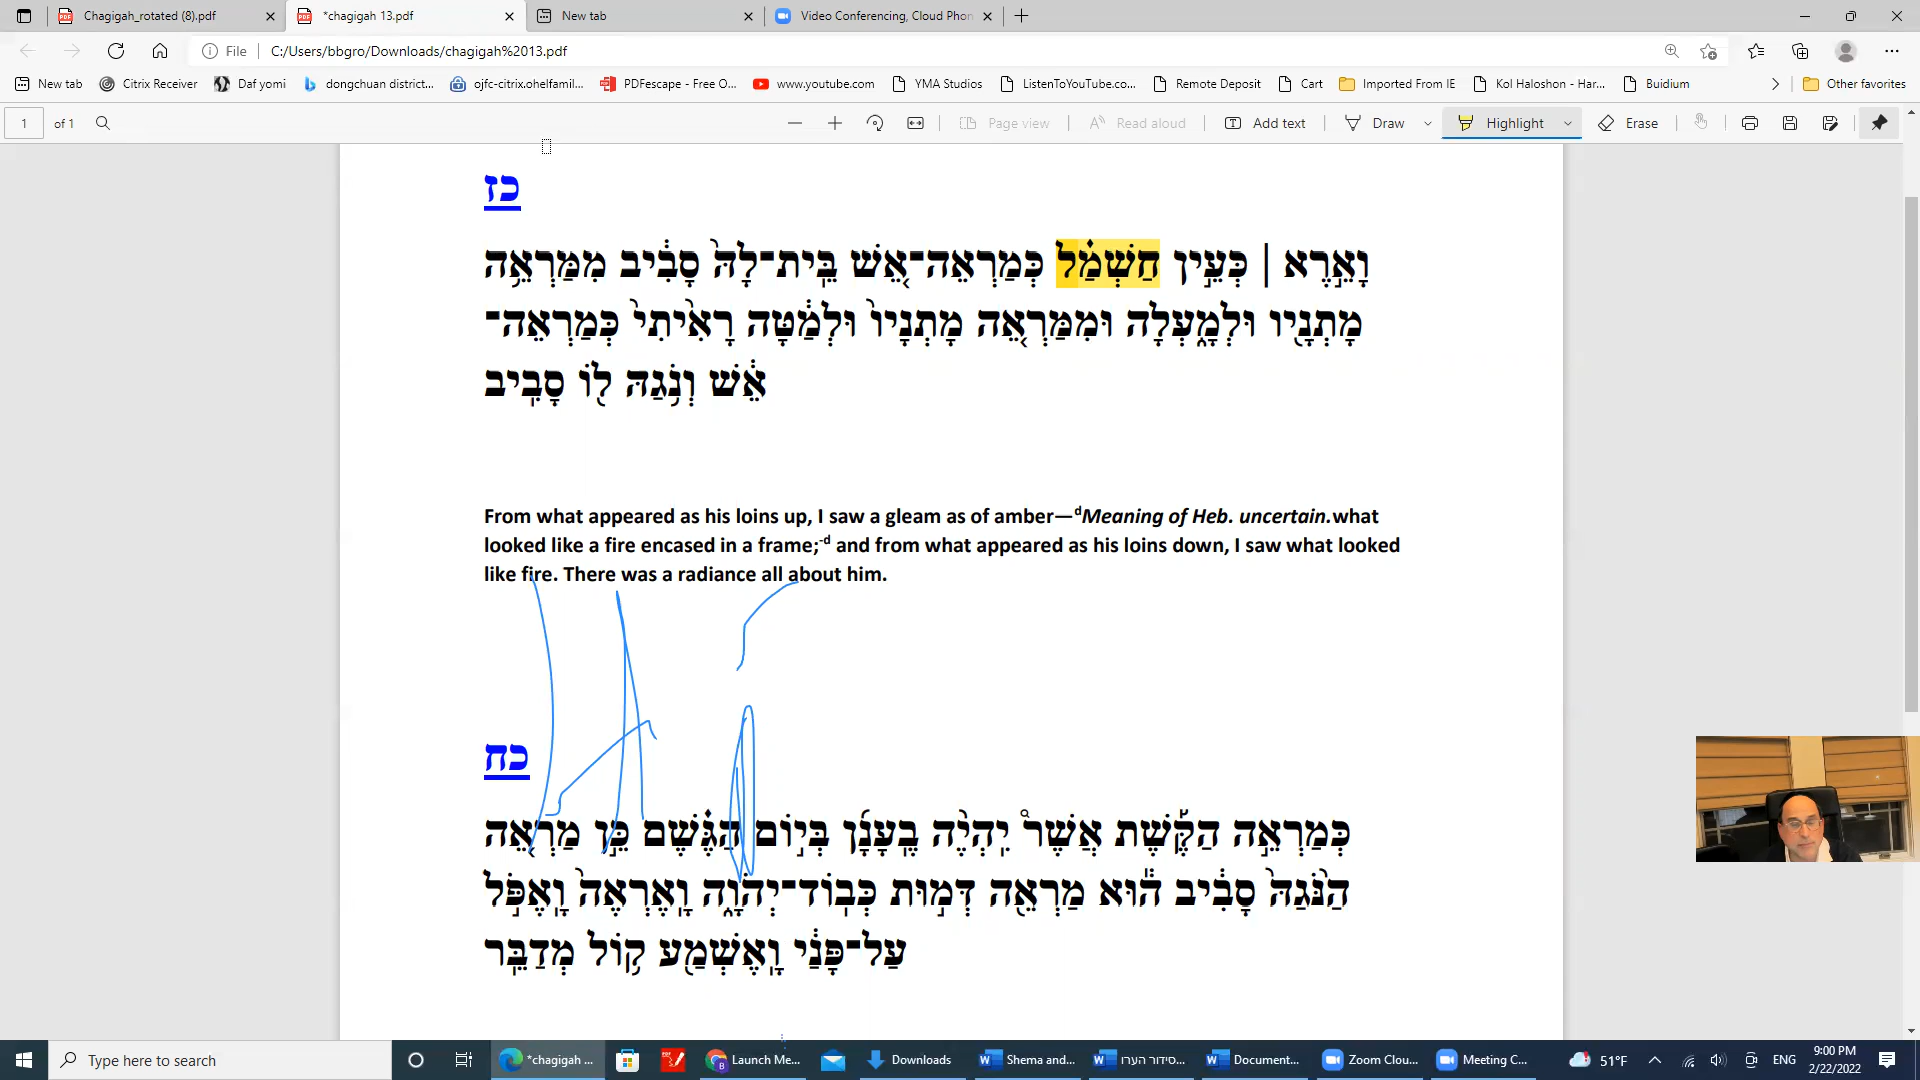 Chagigah_rotated (8).pdf
*chagigah 13.pdf
New tab
Video Conferencing, Cloud Phon
File
C:/Users/bbgro/Downloads/chagigah%2013.pdf
New tab
Citrix Receiver
Daf yomi
dongchuan district...
ojfc-citrix.ohelfamil...
PDFescape - Free O...
www.youtube.com
YMA Studios
ListenToYouTube.co...
Remote Deposit
Cart
Imported From IE
Kol Haloshon - Har...
Buidium
Other favorites
1 of 1
Page view
Read aloud
Add text
Draw
Highlight
Erase
כז
וָאֵ֣רֶא | כְּעֵ֣ין חַשְׁמַ֗ל כְּמַרְאֵה־אֵ֤שׁ בֵּֽית־לָהּ֙ סָבִ֔יב מִמַּרְאֵ֥ה
מָתְנָ֖יו וּלְמָ֑עְלָה וּמִמַּרְאֵ֤ה מָתְנָיו֙ וּלְמַ֔טָּה רָאִ֙יתִי֙ כְּמַרְאֵה־
אֵ֔שׁ וְנֹ֥גַהּ ל֖וֹ סָבִֽיב
From what appeared as his loins up, I saw a gleam as of amber—ᵈMeaning of Heb. uncertain.what
looked like a fire encased in a frame;⁻ᵈ and from what appeared as his loins down, I saw what looked
like fire. There was a radiance all about him.
כח
כְּמַרְאֵ֣ה הַקֶּ֡שֶׁת אֲשֶׁר֩ יִֽהְיֶ֨ה בֶֽעָנָ֜ן בְּי֣וֹם הַגֶּ֗שֶׁם כֵּ֣ן מַרְאֵ֤ה
הַנֹּ֙גַהּ֙ סָבִ֔יב ה֕וּא מַרְאֵ֖ה דְּמ֣וּת כְּבֽוֹד־יְהֹוָ֑ה וָֽאֶרְאֶה֙ וָֽאֶפֹּ֣ל
עַל־פָּנַ֔י וָֽאֶשְׁמַ֖ע ק֥וֹל מְדַבֵּֽר
Type here to search
*chagigah ...
Launch Me...
Downloads
Shema and...
סידור הערו...
Document...
Zoom Clou...
Meeting C...
51°F
ENG
9:00 PM
2/22/2022